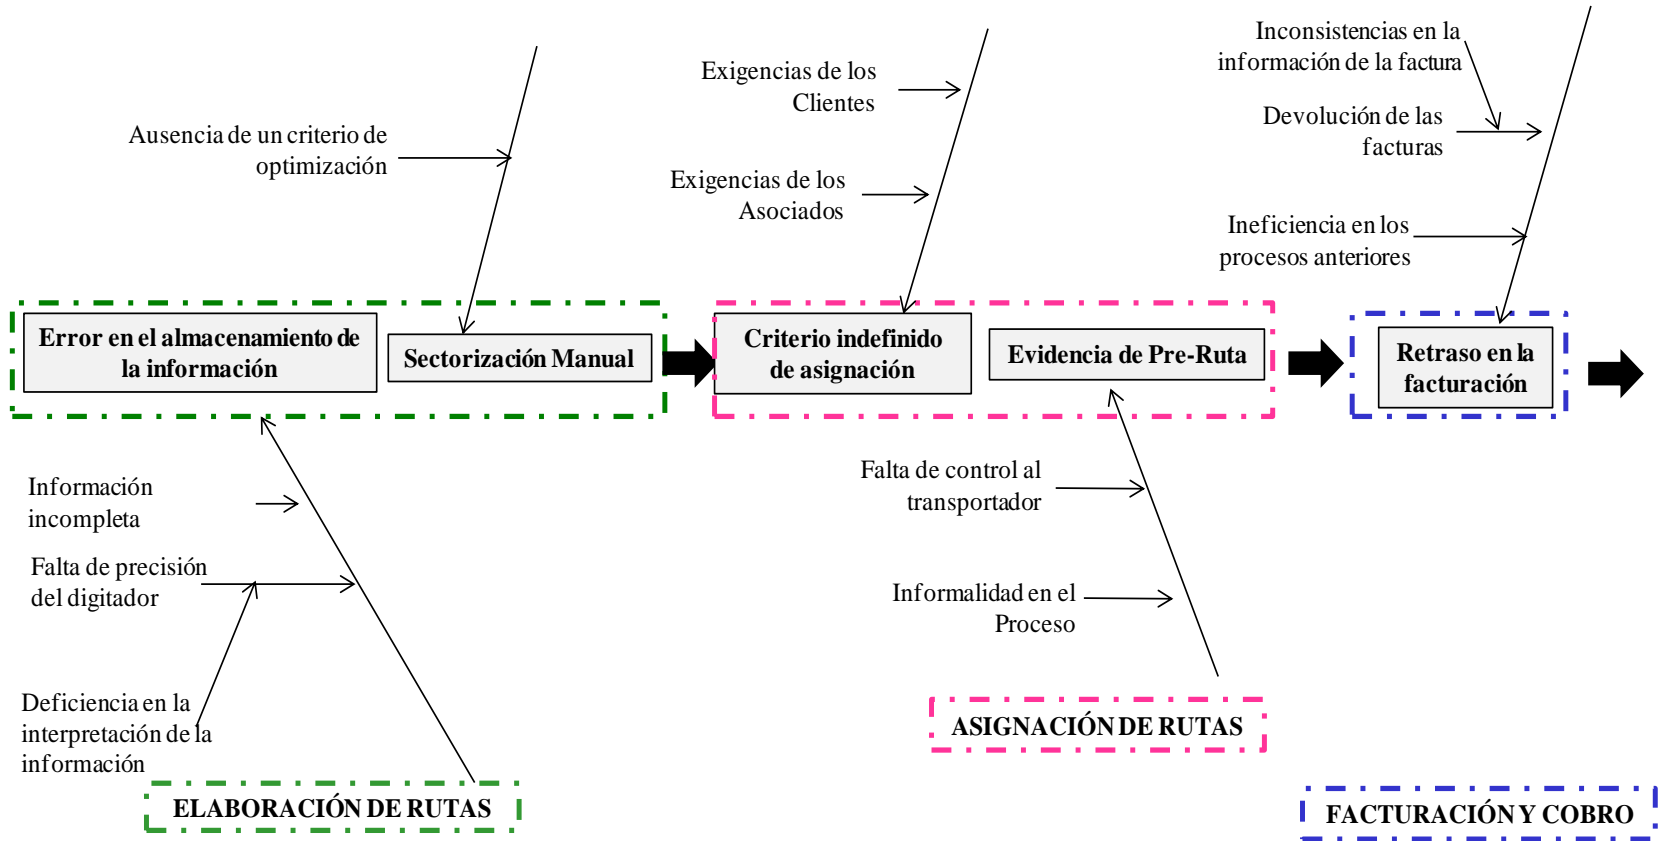 Inconsistencias en la
información de la factura
Exigencias de los
Clientes
Devolución de las
facturas
Ausencia de un criterio de
optimización
Exigencias de los
Asociados
Ineficiencia en los
procesos anteriores
Error en el almacenamiento de
la información
Sectorización Manual
Criterio indefinido
de asignación
Evidencia de Pre-Ruta
Retraso en la
facturación
Información
incompleta
Falta de precisión
del digitador
Deficiencia en la
interpretación de la
información
Falta de control al
transportador
Informalidad en el
Proceso
ASIGNACIÓN DE RUTAS
ELABORACIÓN DE RUTAS
FACTURACIÓN Y COBRO